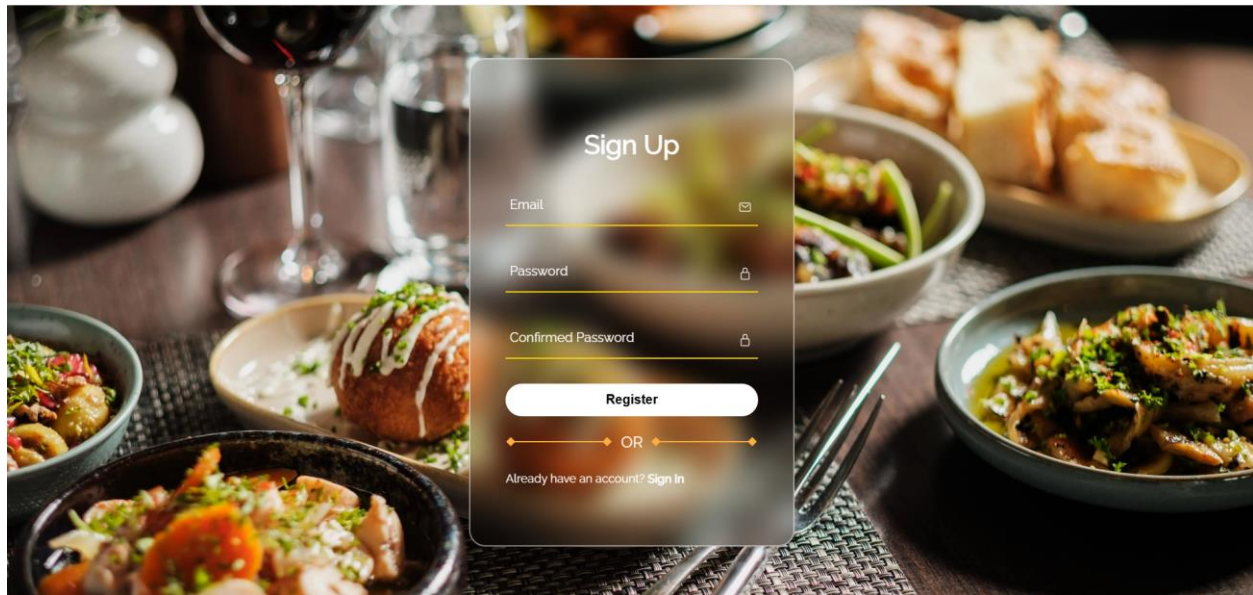 Sign Up
Email
Password
Confirmed Password
Register
OR
Already have an account? Sign In